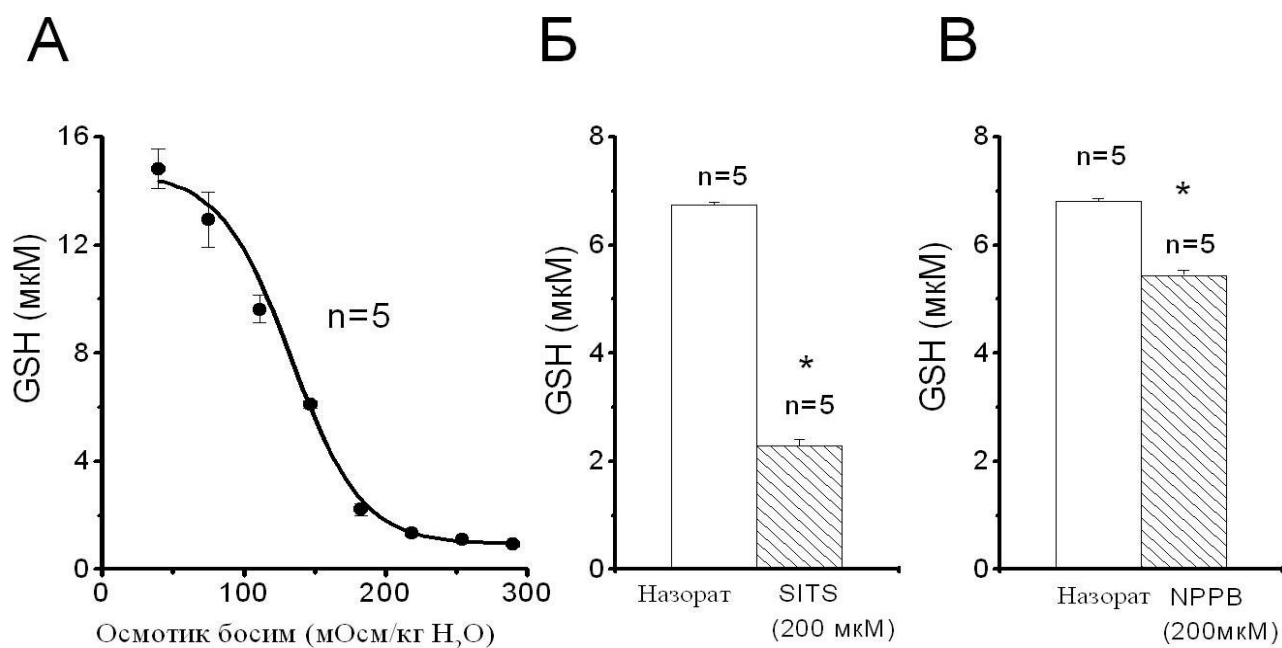 А
Б
В
16
12
8
4
0
GSH (мкМ)
n=5
0
100
200
300
Осмотик босим (мОсм/кг H₂O)
8
6
4
2
0
GSH (мкМ)
n=5
*
n=5
Назорат
SITS
(200 мкМ)
8
6
4
2
0
GSH (мкМ)
n=5
*
n=5
Назорат
NPPB
(200мкМ)